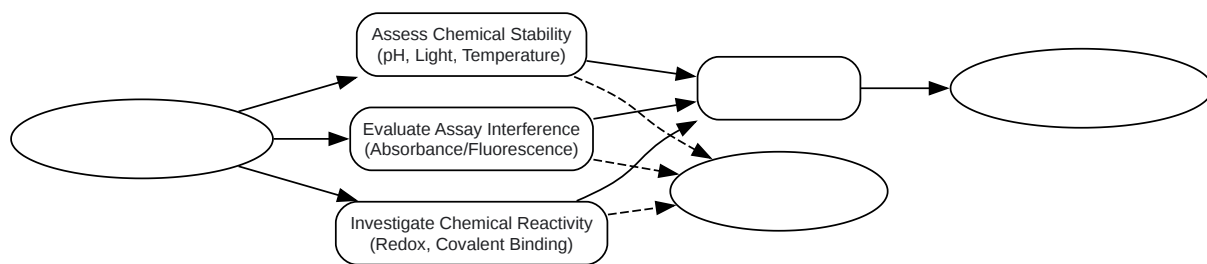 Assess Chemical Stability
(pH, Light, Temperature)
Evaluate Assay Interference
(Absorbance/Fluorescence)
Investigate Chemical Reactivity
(Redox, Covalent Binding)